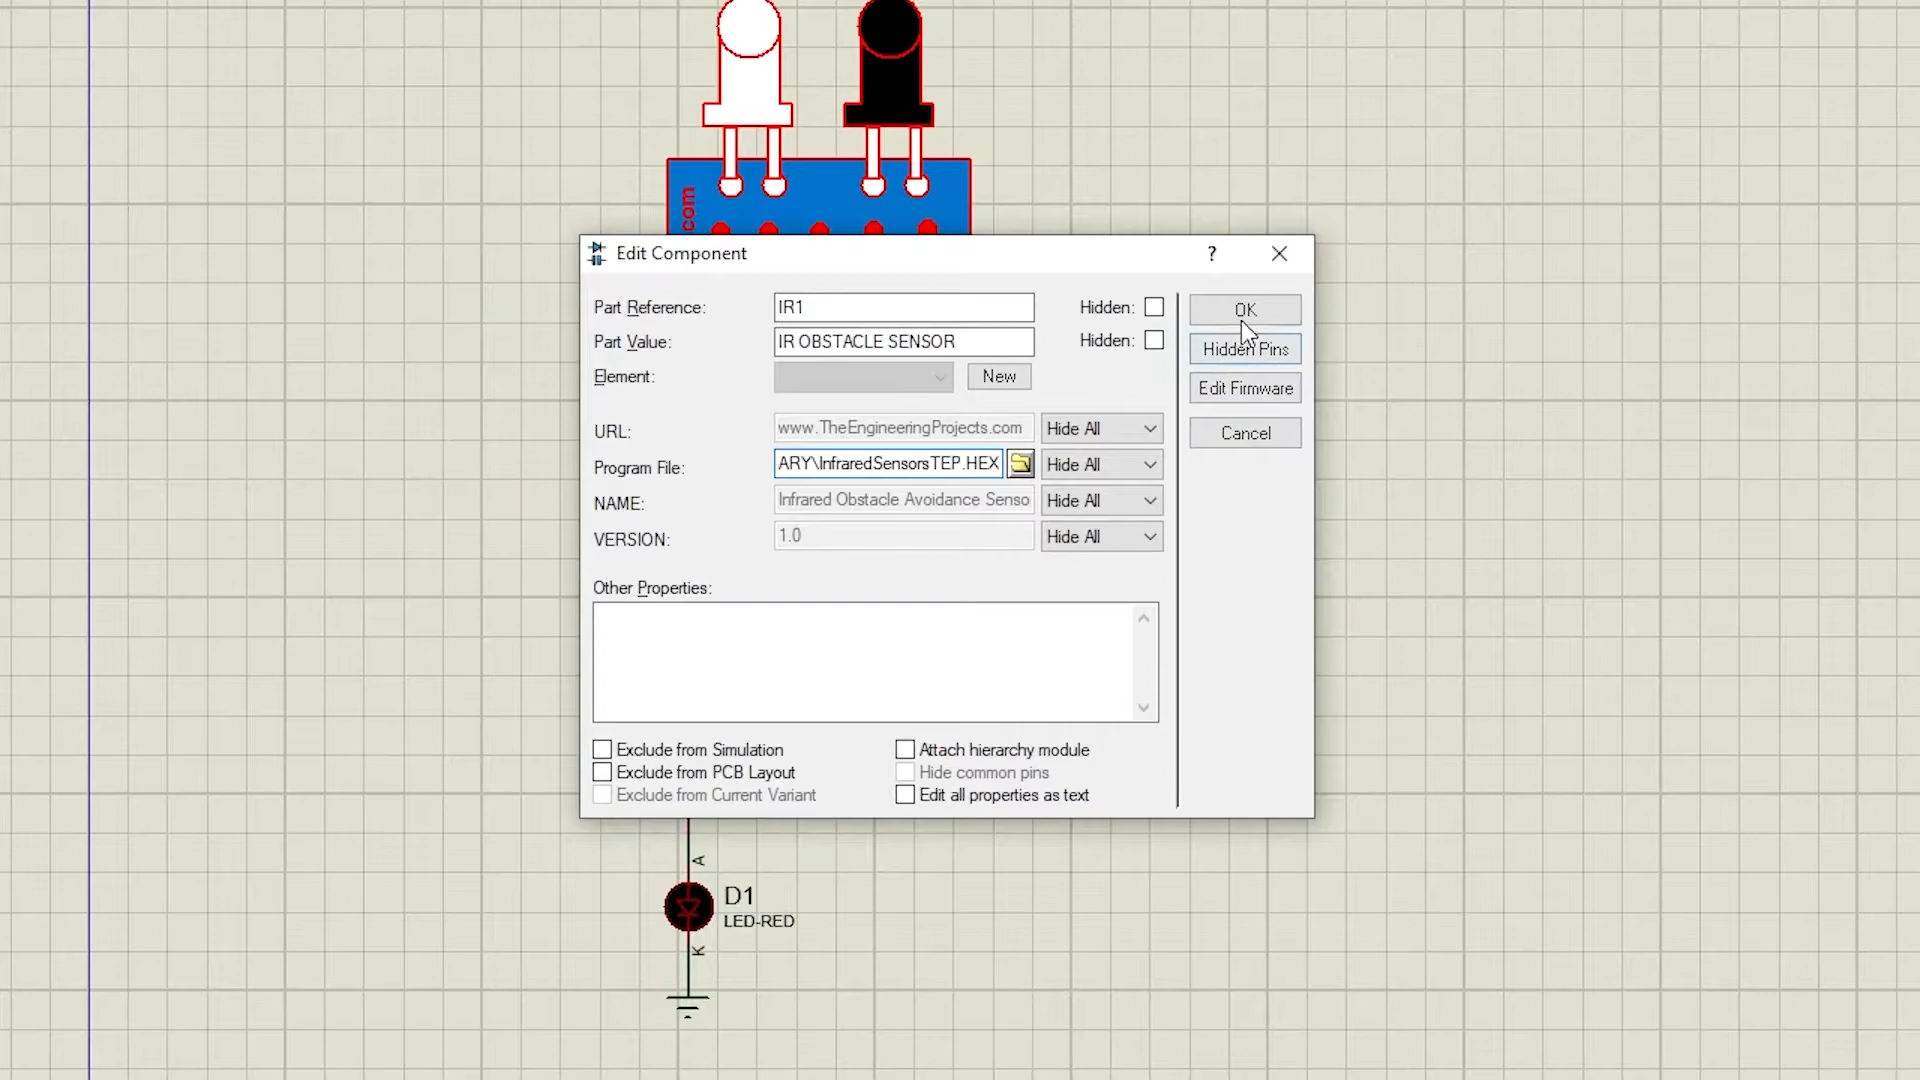 com
Edit Component
?
Part Reference: IR1 Hidden:
OK
Part Value: IR OBSTACLE SENSOR Hidden:
Hidden Pins
Element: New
Edit Firmware
URL: www.TheEngineeringProjects.com Hide All
Cancel
Program File: ARY\InfraredSensorsTEP.HEX Hide All
NAME: Infrared Obstacle Avoidance Senso Hide All
VERSION: 1.0 Hide All
Other Properties:
Exclude from Simulation Attach hierarchy module
Exclude from PCB Layout Hide common pins
Exclude from Current Variant Edit all properties as text
A
D1
LED-RED
K